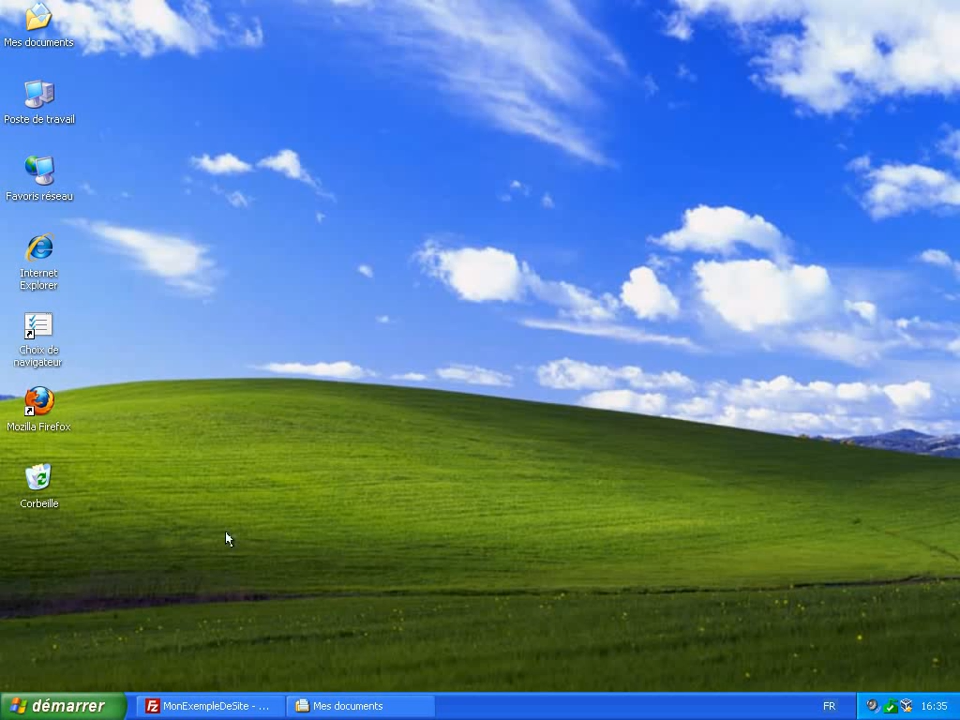 Mes documents
Poste de travail
Favoris réseau
Internet
Explorer
Choix de
navigateur
Mozilla Firefox
Corbeille
démarrer
MonExempleDeSite - ...
Mes documents
FR
16:35